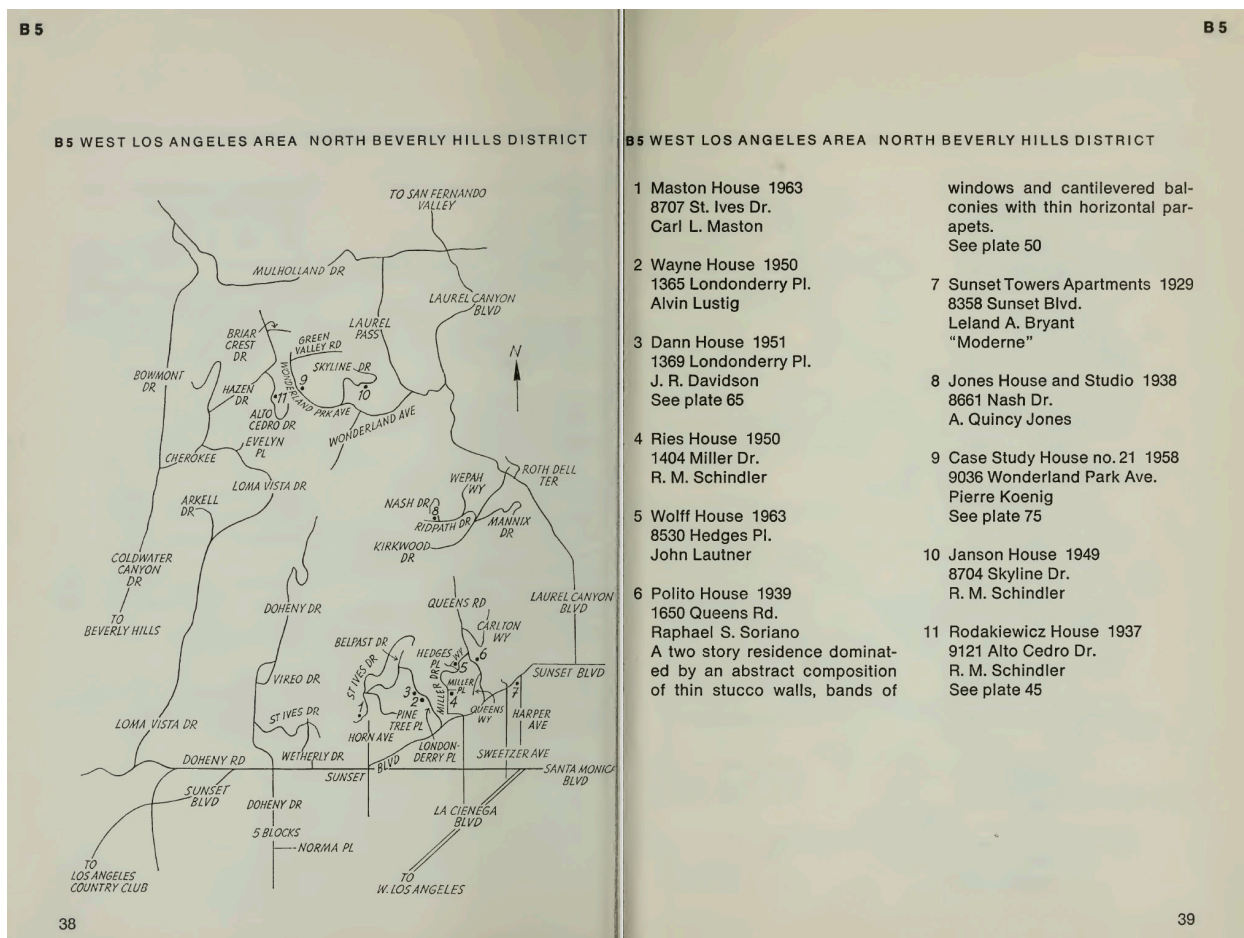 B 5
B5 WEST LOS ANGELES AREA NORTH BEVERLY HILLS DISTRICT
TO SAN FERNANDO
VALLEY
MULHOLLAND DR
LAUREL CANYON
BLVD
LAUREL
PASS
BRIAR
CREST
DR
GREEN
VALLEY RD
SKYLINE DR
N
BOWMONT
DR
HAZEN
DR
WONDERLAND PRK AVE
9
10
11
ALTO
CEDRO DR
WONDERLAND AVE
EVELYN
PL
CHEROKEE
LOMA VISTA DR
ROTH DELL
TER
WEPAH
WY
ARKELL
DR
NASH DR
8
RIDPATH DR
MANNIX
DR
KIRKWOOD
DR
COLDWATER
CANYON
DR
TO
BEVERLY HILLS
DOHENY DR
QUEENS RD
LAUREL CANYON
BLVD
CARLTON
WY
BELPAST DR
HEDGES
PL
WY
6
5
ST IVES DR
MILLER DR
MILLER
PL
SUNSET BLVD
VIREO DR
3
2
4
7
1
PINE
TREE PL
QUEENS
WY
HARPER
AVE
LOMA VISTA DR
ST IVES DR
HORN AVE
LONDON-
DERRY PL
WETHERLY DR
SWEETZER AVE
DOHENY RD
SUNSET
BLVD
SANTA MONICA
BLVD
SUNSET
BLVD
DOHENY DR
LA CIENEGA
BLVD
5 BLOCKS
NORMA PL
TO
LOS ANGELES
COUNTRY CLUB
TO
W. LOS ANGELES
38
B 5
B5 WEST LOS ANGELES AREA NORTH BEVERLY HILLS DISTRICT
1 Maston House 1963
8707 St. Ives Dr.
Carl L. Maston
2 Wayne House 1950
1365 Londonderry Pl.
Alvin Lustig
3 Dann House 1951
1369 Londonderry Pl.
J. R. Davidson
See plate 65
4 Ries House 1950
1404 Miller Dr.
R. M. Schindler
5 Wolff House 1963
8530 Hedges Pl.
John Lautner
6 Polito House 1939
1650 Queens Rd.
Raphael S. Soriano
A two story residence dominat-
ed by an abstract composition
of thin stucco walls, bands of
windows and cantilevered bal-
conies with thin horizontal par-
apets.
See plate 50
7 Sunset Towers Apartments 1929
8358 Sunset Blvd.
Leland A. Bryant
"Moderne"
8 Jones House and Studio 1938
8661 Nash Dr.
A. Quincy Jones
9 Case Study House no. 21 1958
9036 Wonderland Park Ave.
Pierre Koenig
See plate 75
10 Janson House 1949
8704 Skyline Dr.
R. M. Schindler
11 Rodakiewicz House 1937
9121 Alto Cedro Dr.
R. M. Schindler
See plate 45
39